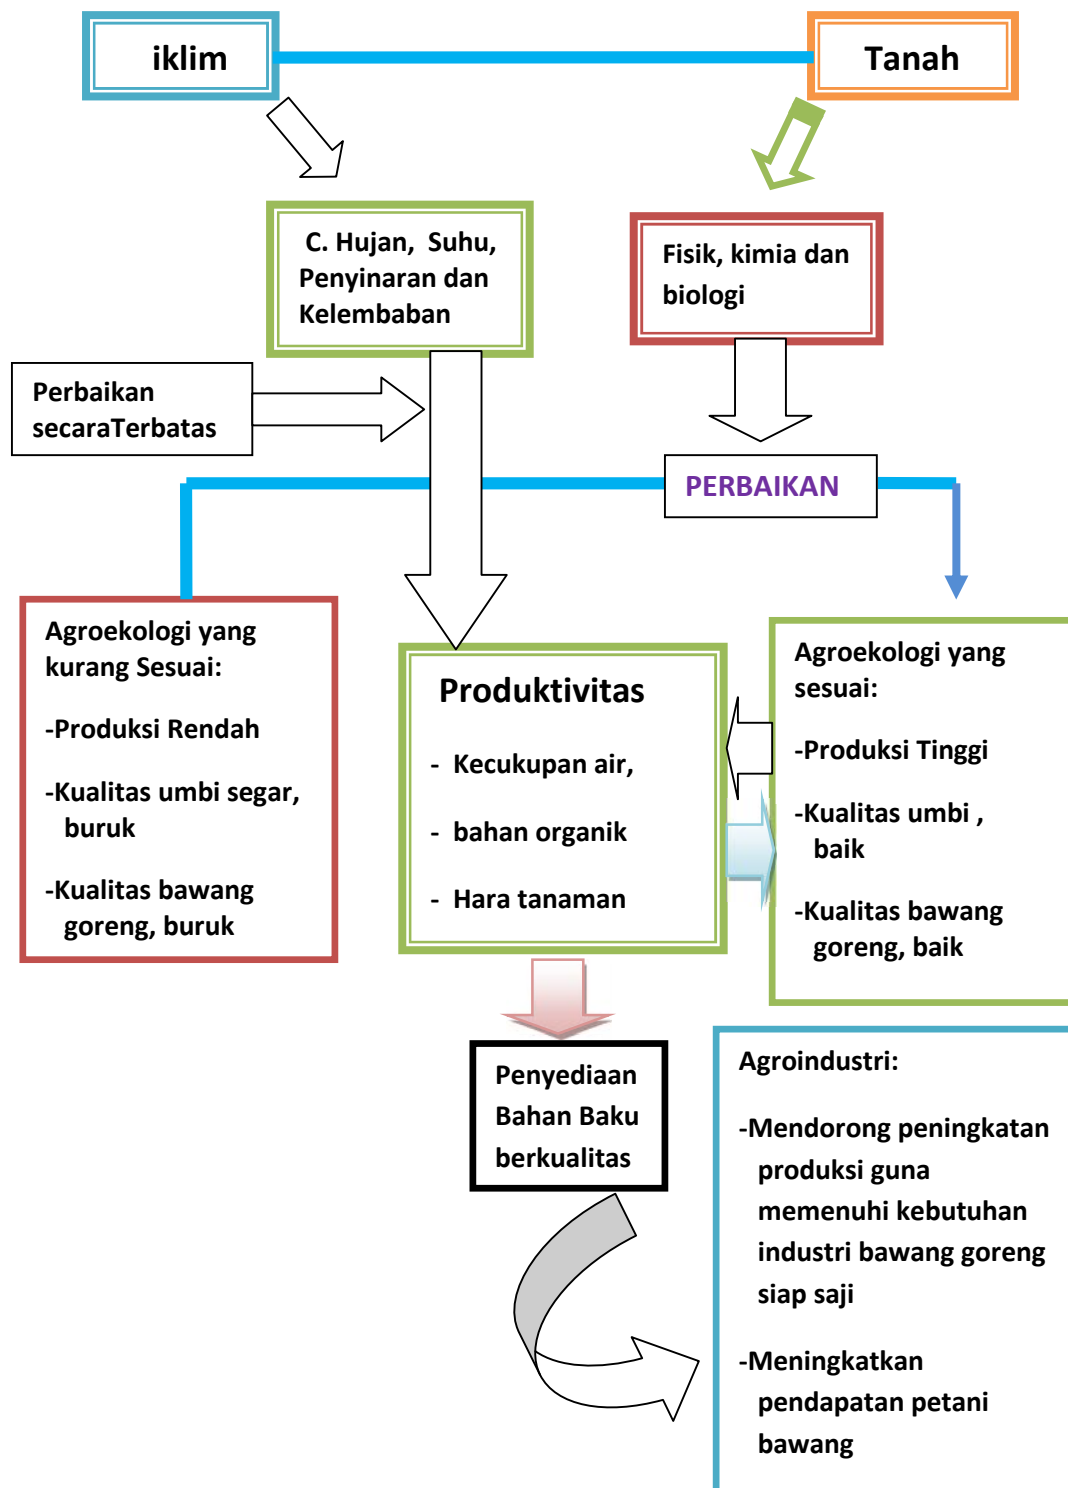 iklim
Tanah
C. Hujan, Suhu,
Penyinaran dan
Kelembaban
Fisik, kimia dan
biologi
Perbaikan
secaraTerbatas
PERBAIKAN
Agroekologi yang
kurang Sesuai:
-Produksi Rendah
-Kualitas umbi segar,
buruk
-Kualitas bawang
goreng, buruk
Produktivitas
- Kecukupan air,
- bahan organik
- Hara tanaman
Agroekologi yang
sesuai:
-Produksi Tinggi
-Kualitas umbi ,
baik
-Kualitas bawang
goreng, baik
Penyediaan
Bahan Baku
berkualitas
Agroindustri:
-Mendorong peningkatan
produksi guna
memenuhi kebutuhan
industri bawang goreng
siap saji
-Meningkatkan
pendapatan petani
bawang